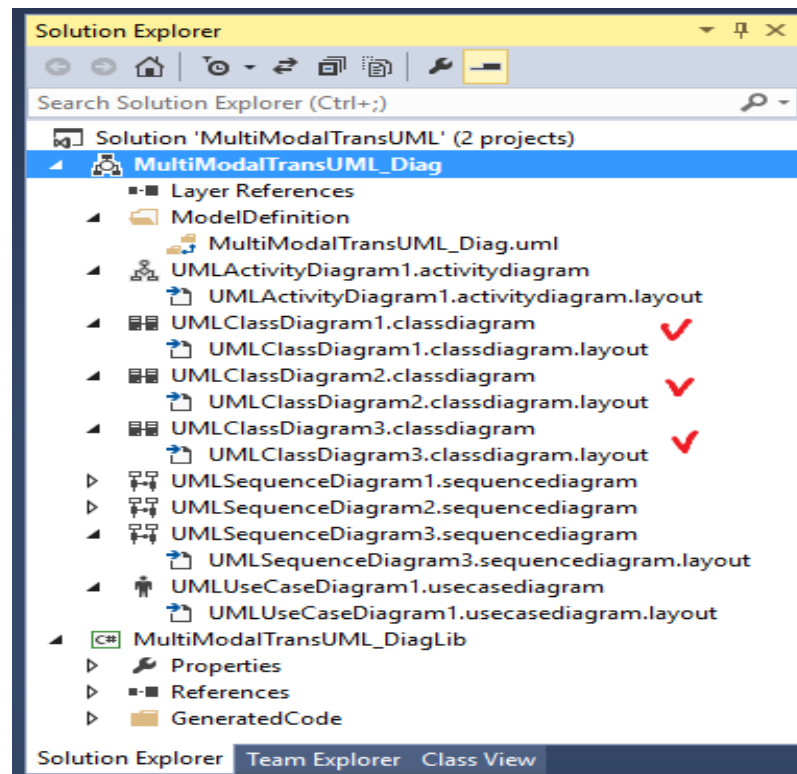 Solution Explorer
Search Solution Explorer (Ctrl+;)
Solution 'MultiModalTransUML' (2 projects)
MultiModalTransUML_Diag
Layer References
ModelDefinition
MultiModalTransUML_Diag.uml
UMLActivityDiagram1.activitydiagram
UMLActivityDiagram1.activitydiagram.layout
UMLClassDiagram1.classdiagram
UMLClassDiagram1.classdiagram.layout
UMLClassDiagram2.classdiagram
UMLClassDiagram2.classdiagram.layout
UMLClassDiagram3.classdiagram
UMLClassDiagram3.classdiagram.layout
UMLSequenceDiagram1.sequencediagram
UMLSequenceDiagram2.sequencediagram
UMLSequenceDiagram3.sequencediagram
UMLSequenceDiagram3.sequencediagram.layout
UMLUseCaseDiagram1.usecasediagram
UMLUseCaseDiagram1.usecasediagram.layout
C# MultiModalTransUML_DiagLib
Properties
References
GeneratedCode
Solution Explorer Team Explorer Class View